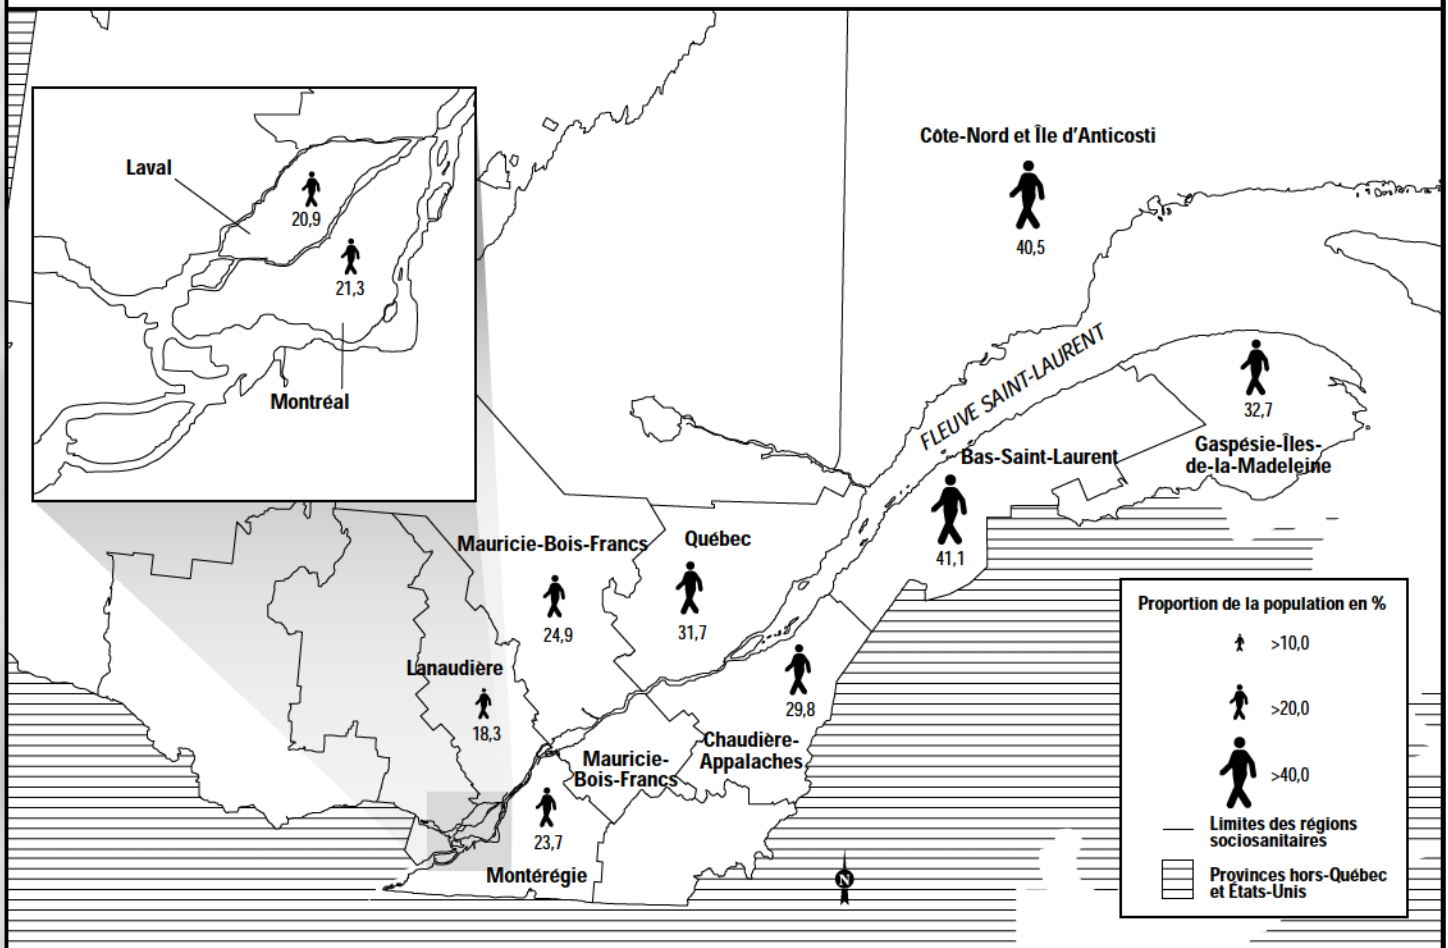 Laval
20,9
21,3
Montréal
Côte-Nord et Île d'Anticosti
40,5
FLEUVE SAINT-LAURENT
32,7
Gaspésie-Îles-
de-la-Madeleine
Bas-Saint-Laurent
41,1
Mauricie-Bois-Francs
24,9
Québec
31,7
Lanaudière
18,3
29,8
Chaudière-
Appalaches
Mauricie-
Bois-Francs
23,7
Montérégie
N
Proportion de la population en %
>10,0
>20,0
>40,0
Limites des régions
sociosanitaires
Provinces hors-Québec
et États-Unis